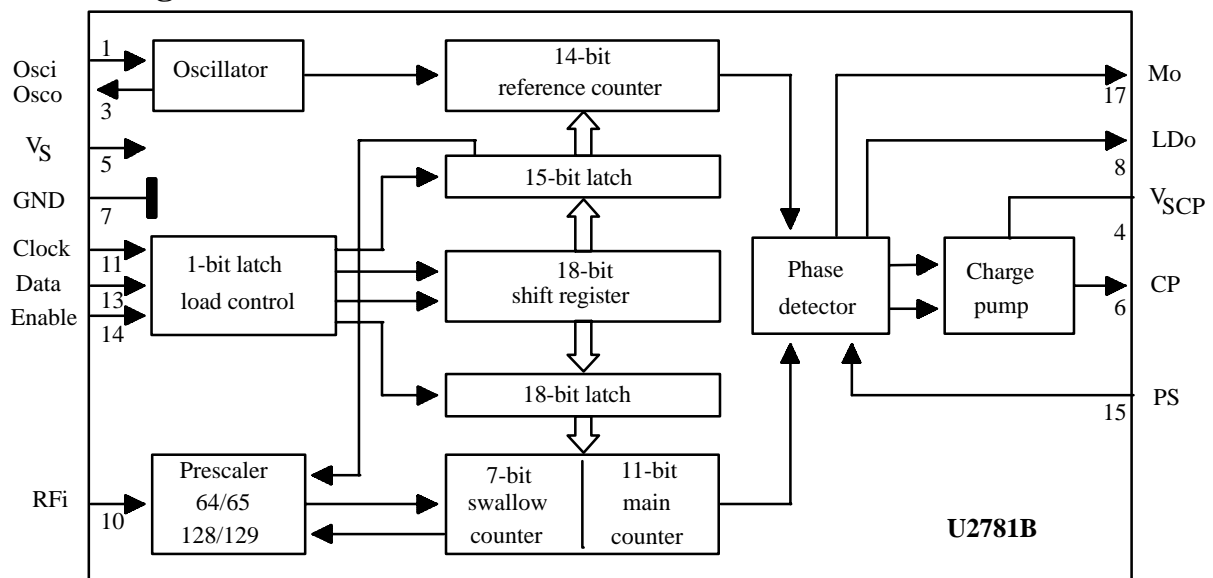 1
Osci
Osco
3
Oscillator
14-bit
reference counter
Mo
17
VS
5
15-bit latch
LDo
8
GND
7
VSCP
4
Clock
11
Data
13
Enable
14
1-bit latch
load control
18-bit
shift register
Phase
detector
Charge
pump
CP
6
18-bit latch
PS
15
RFi
10
Prescaler
64/65
128/129
7-bit
swallow
counter
11-bit
main
counter
U2781B